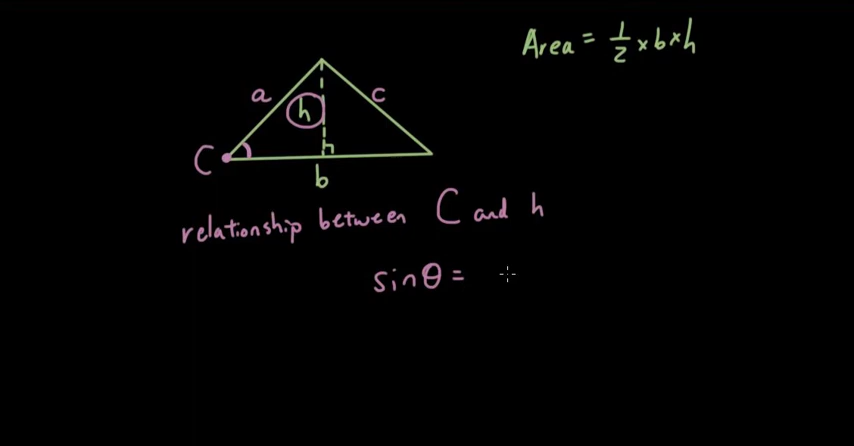 Area = 1/2 × b × h
a
c
h
C
b
relationship between C and h
sinθ =